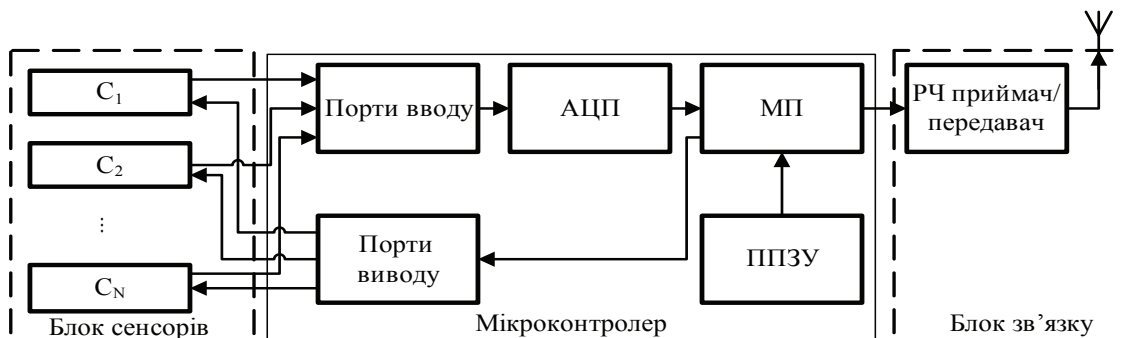 C1
C2
⋮
CN
Блок сенсорів
Порти вводу
АЦП
МП
Порти
виводу
ППЗУ
Мікроконтролер
РЧ приймач/
передавач
Блок зв’язку